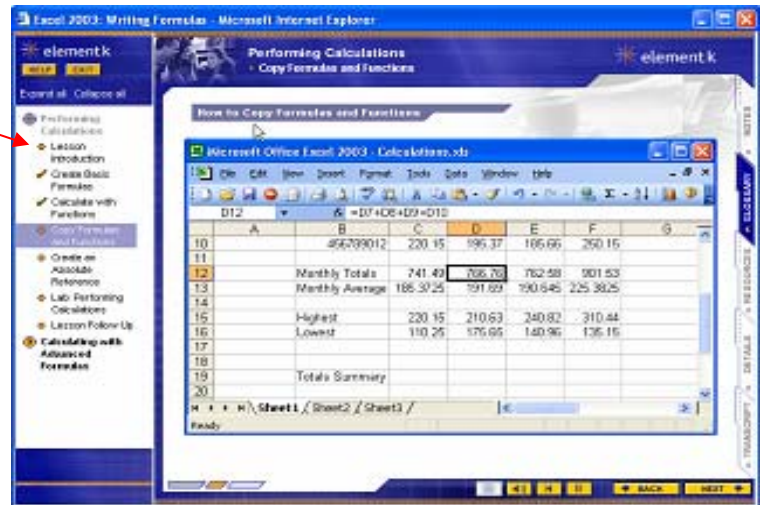 Excel 2003: Writing Formulas - Microsoft Internet Explorer
elementk
HELP EXIT
Expand all Collapse all
Performing Calculations
Lesson Introduction
Create Basic Formulas
Calculate with Functions
Copy Formulas and Functions
Create an Absolute Reference
Lab: Performing Calculations
Lesson Follow Up
Calculating with Advanced Formulas
Performing Calculations
Copy Formulas and Functions
elementk
How to Copy Formulas and Functions
Microsoft Office Excel 2003 - Calculations.xls
File Edit View Insert Format Tools Data Window Help
D12 fx =D7+D8+D9+D10
A B C D E F G
10 456789012 220.15 195.37 185.66 250.15
11
12 Monthly Totals 741.49 766.76 762.58 901.53
13 Monthly Average 185.3725 191.69 190.645 225.3825
14
15 Highest 220.15 210.63 240.82 310.44
16 Lowest 110.25 175.65 140.96 135.15
17
18
19 Totals Summary
20
Sheet1 / Sheet2 / Sheet3 /
Ready
NOTES
GLOSSARY
RESOURCES
DETAILS
TRANSCRIPT
BACK NEXT